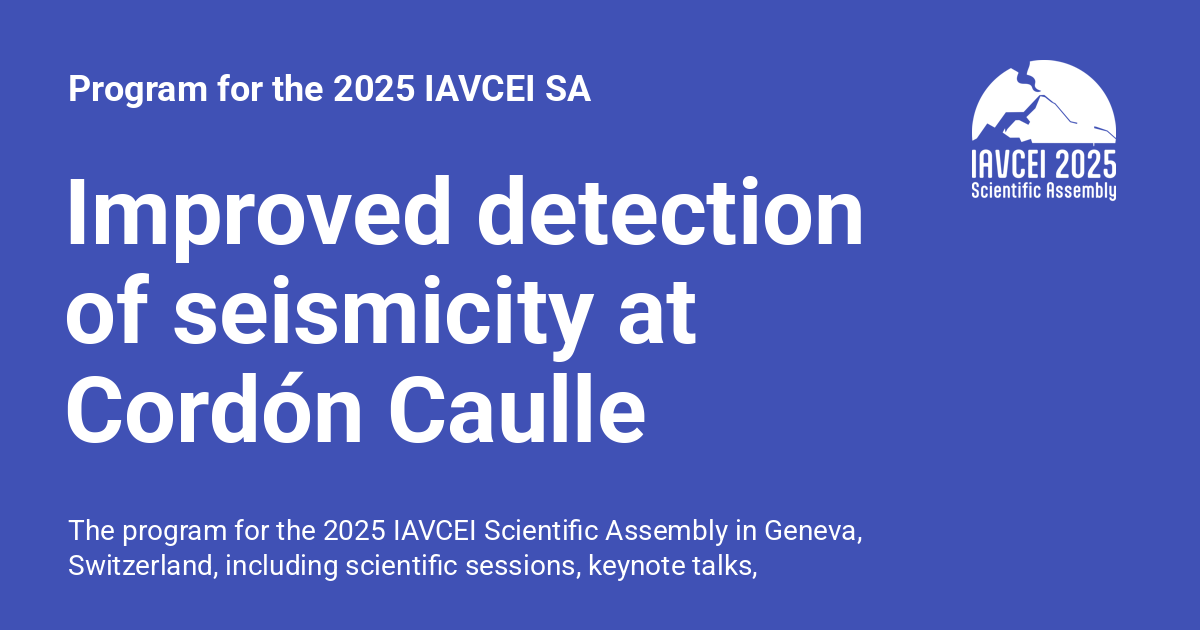 Program for the 2025 IAVCEI SA
IAVCEI 2025
Scientific Assembly
Improved detection
of seismicity at
Cordón Caulle
The program for the 2025 IAVCEI Scientific Assembly in Geneva,
Switzerland, including scientific sessions, keynote talks,